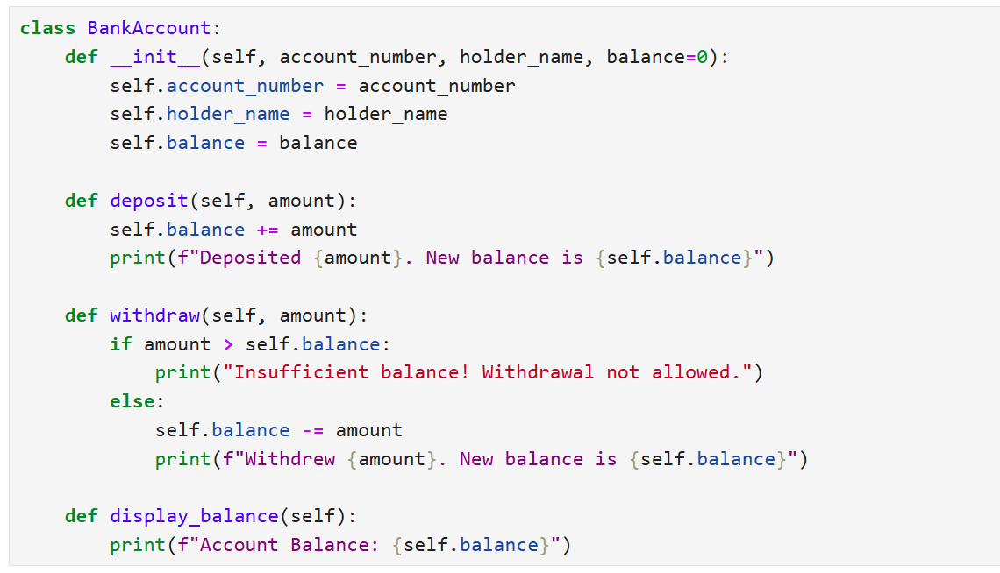 class BankAccount:
    def __init__(self, account_number, holder_name, balance=0):
        self.account_number = account_number
        self.holder_name = holder_name
        self.balance = balance

    def deposit(self, amount):
        self.balance += amount
        print(f"Deposited {amount}. New balance is {self.balance}")

    def withdraw(self, amount):
        if amount > self.balance:
            print("Insufficient balance! Withdrawal not allowed.")
        else:
            self.balance -= amount
            print(f"Withdrew {amount}. New balance is {self.balance}")

    def display_balance(self):
        print(f"Account Balance: {self.balance}")